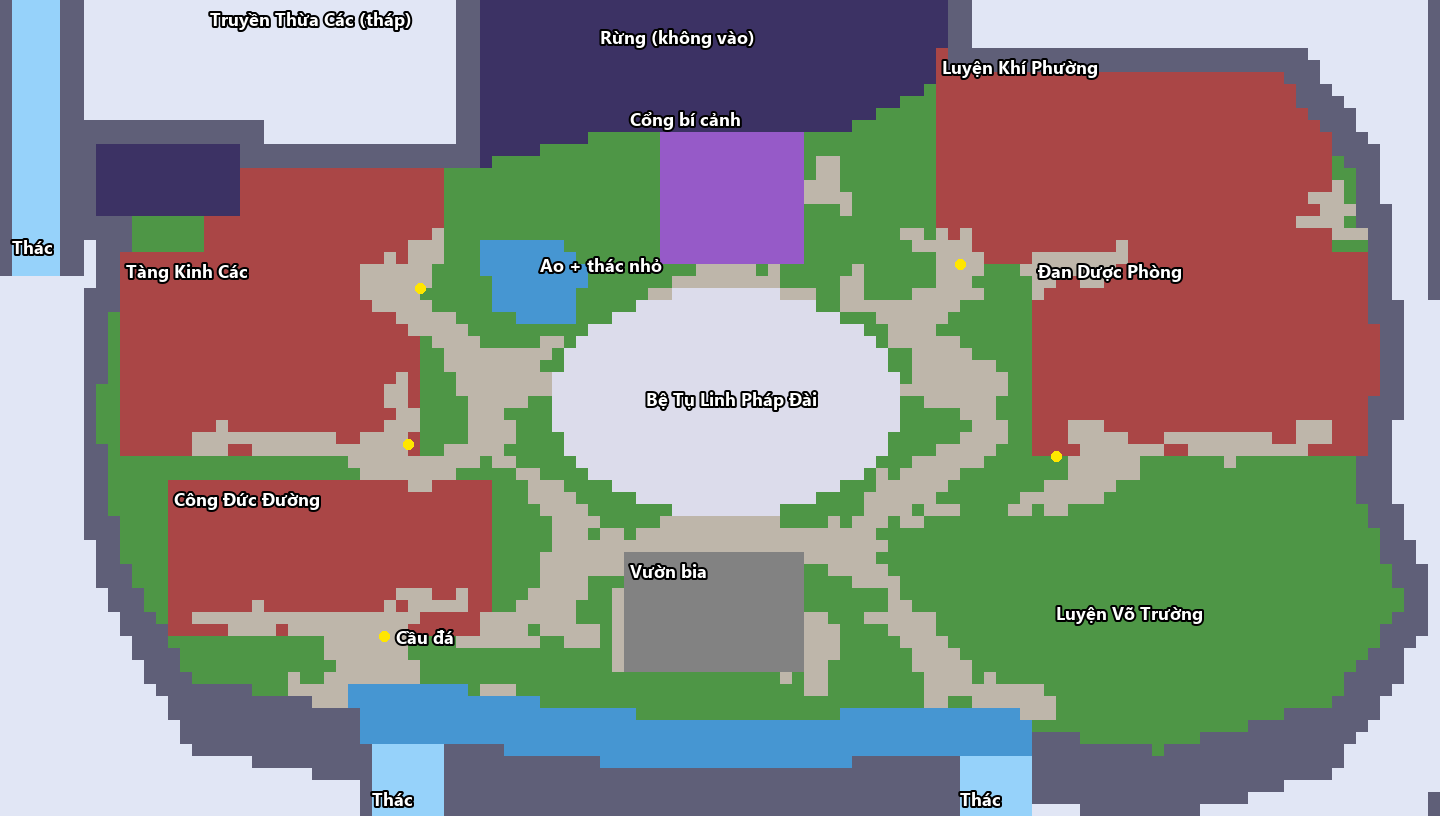 Truyền Thừa Các (tháp)
Rừng (không vào)
Luyện Khí Phường
Cổng bí cảnh
Thác
Tàng Kinh Các
Ao + thác nhỏ
Đan Dược Phòng
Bệ Tụ Linh Pháp Đài
Công Đức Đường
Vườn bia
Luyện Võ Trường
Cầu đá
Thác
Thác